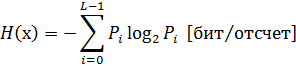 H(x) = −∑_{i=0}^{L−1} P_i log_2 P_i [бит/отсчет]